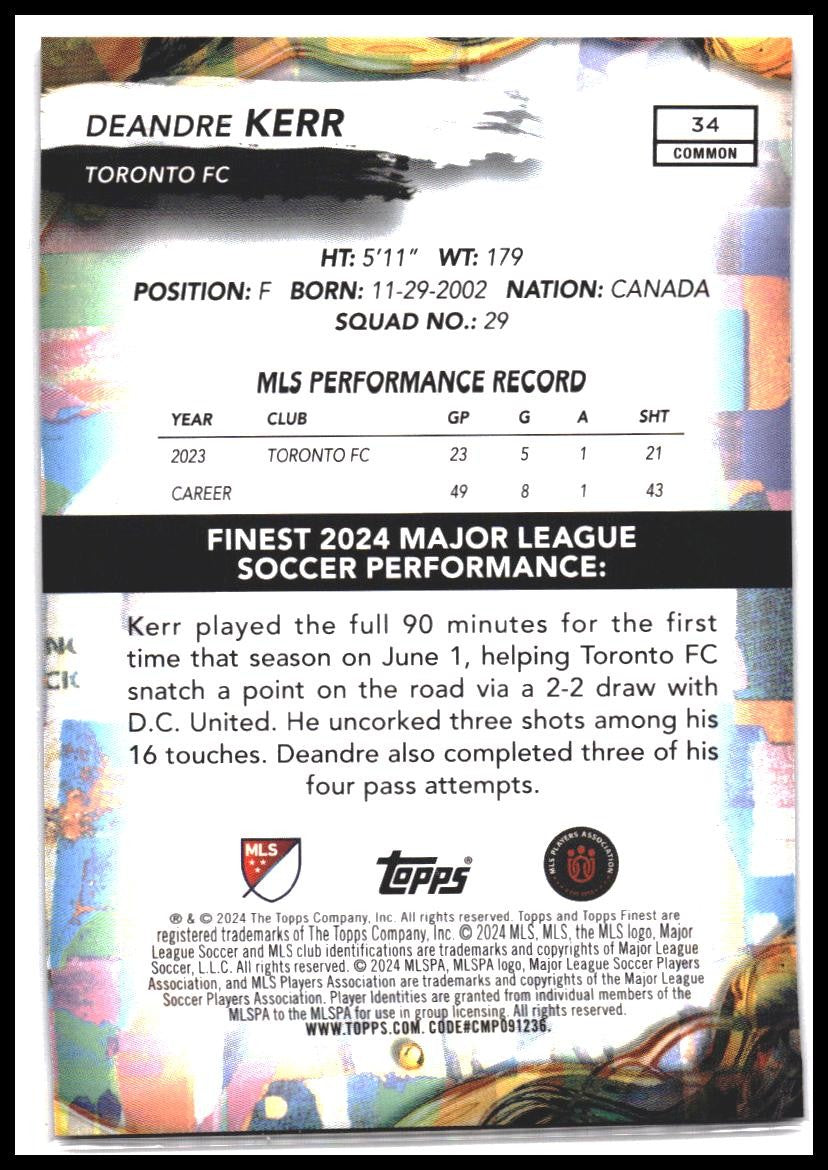 DEANDRE KERR
34
COMMON
TORONTO FC
HT: 5'11" WT: 179
POSITION: F BORN: 11-29-2002 NATION: CANADA
SQUAD NO.: 29
MLS PERFORMANCE RECORD
YEAR CLUB GP G A SHT
2023 TORONTO FC 23 5 1 21
CAREER 49 8 1 43
FINEST 2024 MAJOR LEAGUE
SOCCER PERFORMANCE:
Kerr played the full 90 minutes for the first
time that season on June 1, helping Toronto FC
snatch a point on the road via a 2-2 draw with
D.C. United. He uncorked three shots among his
16 touches. Deandre also completed three of his
four pass attempts.
MLS
Topps®
MLS PLAYERS ASSOCIATION
® & © 2024 The Topps Company, Inc. All rights reserved. Topps and Topps Finest are
registered trademarks of The Topps Company, Inc. © 2024 MLS, MLS, the MLS logo, Major
League Soccer and MLS club identifications are trademarks and copyrights of Major League
Soccer, L.L.C. All rights reserved. © 2024 MLSPA, MLSPA logo, Major League Soccer Players
Association, and MLS Players Association are trademarks and copyrights of the Major League
Soccer Players Association. Player Identities are granted from individual members of the
MLSPA to the MLSPA for use in group licensing. All rights reserved.
WWW.TOPPS.COM. CODE#CMP091236.